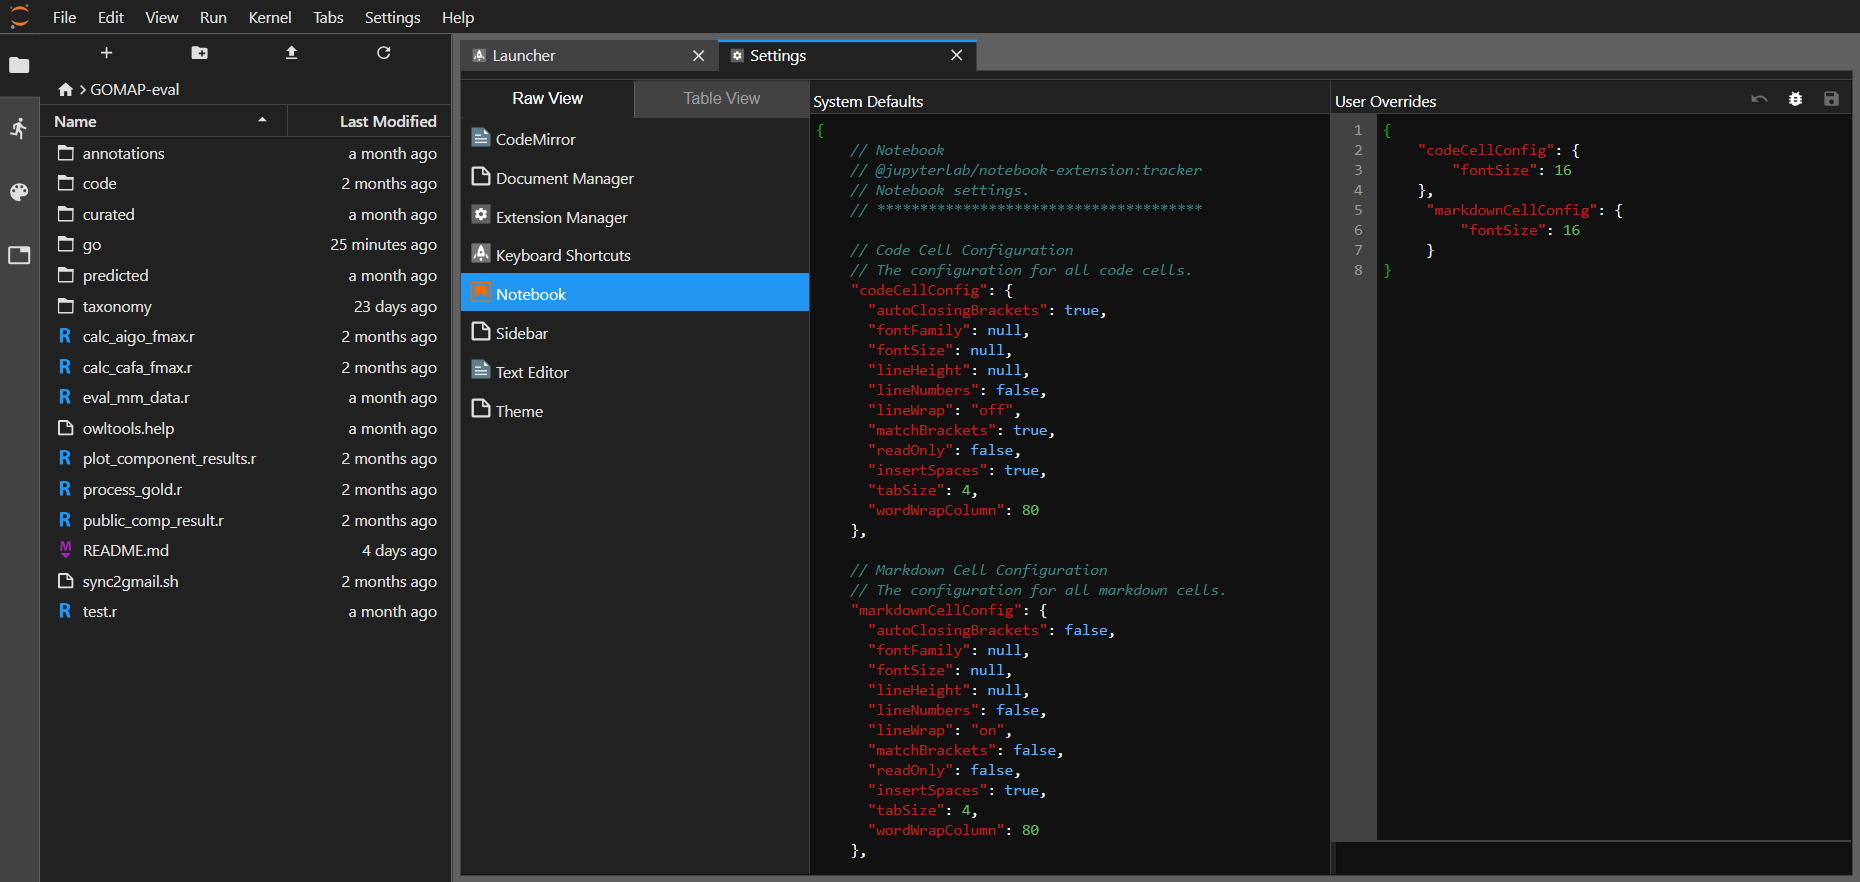 File Edit View Run Kernel Tabs Settings Help
GOMAP-eval
Name Last Modified
annotations a month ago
code 2 months ago
curated a month ago
go 25 minutes ago
predicted a month ago
taxonomy 23 days ago
R calc_aigo_fmax.r 2 months ago
R calc_cafa_fmax.r 2 months ago
R eval_mm_data.r a month ago
owltools.help a month ago
R plot_component_results.r 2 months ago
R process_gold.r 2 months ago
R public_comp_result.r 2 months ago
M README.md 4 days ago
sync2gmail.sh 2 months ago
R test.r a month ago
Launcher
Settings
Raw View
Table View
CodeMirror
Document Manager
Extension Manager
Keyboard Shortcuts
Notebook
Sidebar
Text Editor
Theme
System Defaults
{
    // Notebook
    // @jupyterlab/notebook-extension:tracker
    // Notebook settings.
    // **************************************
    // Code Cell Configuration
    // The configuration for all code cells.
    "codeCellConfig": {
      "autoClosingBrackets": true,
      "fontFamily": null,
      "fontSize": null,
      "lineHeight": null,
      "lineNumbers": false,
      "lineWrap": "off",
      "matchBrackets": true,
      "readOnly": false,
      "insertSpaces": true,
      "tabSize": 4,
      "wordWrapColumn": 80
    },
    // Markdown Cell Configuration
    // The configuration for all markdown cells.
    "markdownCellConfig": {
      "autoClosingBrackets": false,
      "fontFamily": null,
      "fontSize": null,
      "lineHeight": null,
      "lineNumbers": false,
      "lineWrap": "on",
      "matchBrackets": false,
      "readOnly": false,
      "insertSpaces": true,
      "tabSize": 4,
      "wordWrapColumn": 80
    },
User Overrides
1 {
2     "codeCellConfig": {
3         "fontSize": 16
4     },
5      "markdownCellConfig": {
6          "fontSize": 16
7      }
8 }